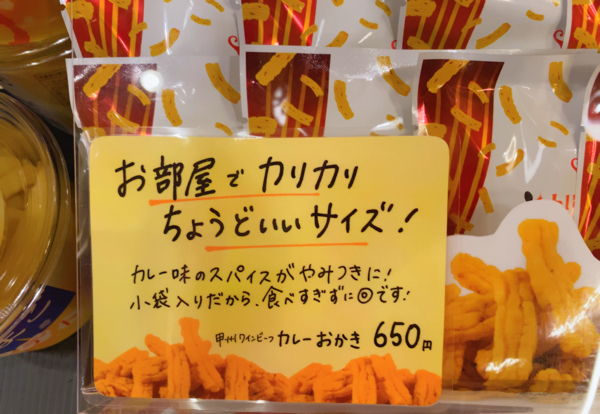 お部屋でカリカリ
ちょうどいいサイズ!
カレー味のスパイスがやみつきに!
小袋入りだから、食べすぎずに◎です!
甲州ワインビーフ カレーおかき 650円